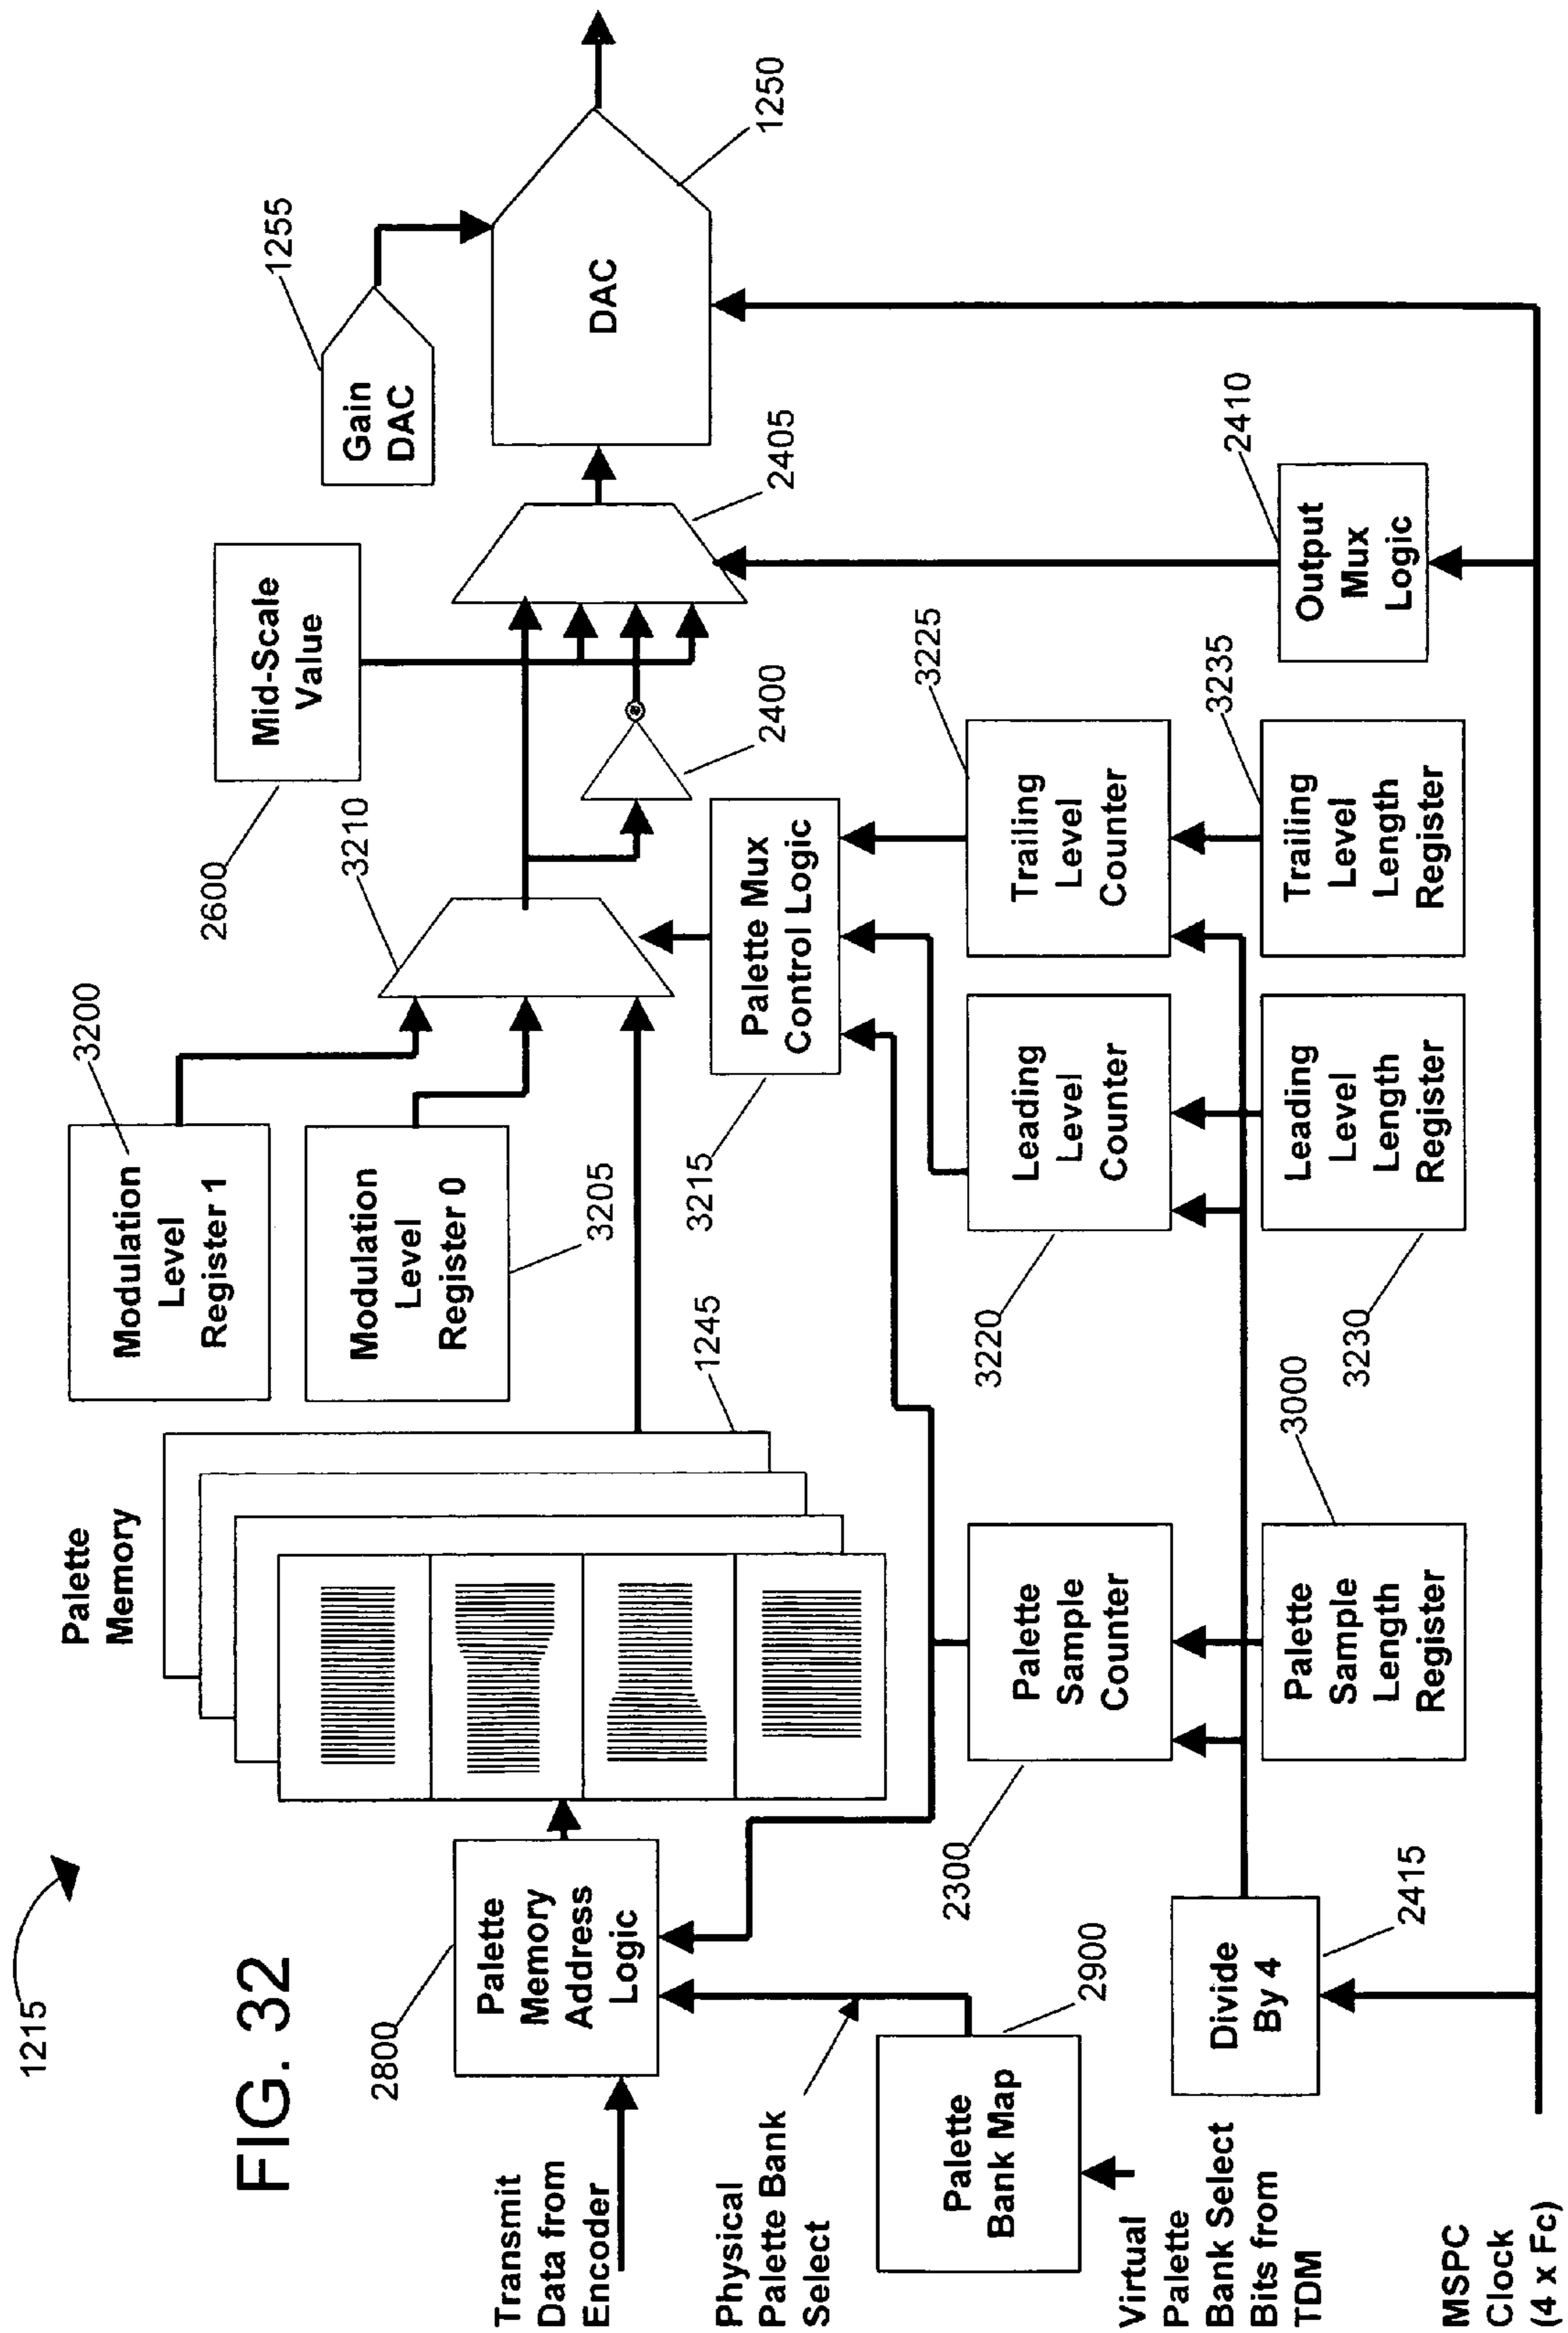 1215
FIG. 32
Palette
Memory
Modulation
Level
Register 1
3200
Modulation
Level
Register 0
3205
1245
3210
Mid-Scale
Value
2600
Gain
DAC
1255
DAC
1250
2405
2400
Palette
Memory
Address
Logic
2800
Transmit
Data from
Encoder
Physical
Palette Bank
Select
Palette
Bank Map
2900
Virtual
Palette
Bank Select
Bits from
TDM
Palette Mux
Control Logic
3215
Palette
Sample
Counter
2300
Leading
Level
Counter
3220
Trailing
Level
Counter
3225
Output
Mux
Logic
2410
Divide
By 4
2415
Palette
Sample
Length
Register
3000
Leading
Level
Length
Register
3230
Trailing
Level
Length
Register
3235
MSPC
Clock
(4 x Fc)